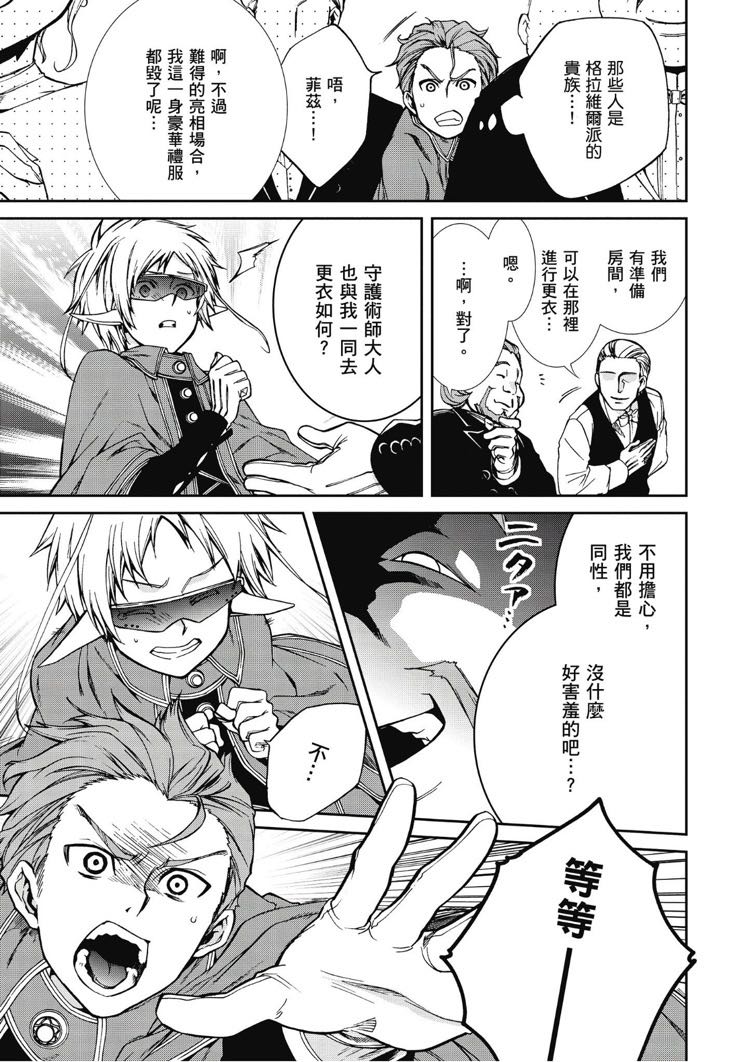 那些人是
格拉維爾派的
貴族…！
唔，
菲茲…！
啊，不過
難得的亮相場合，
我這一身豪華禮服
都毀了呢…
我們
有準備
房間，
可以在那裡
進行更衣…
嗯。
…啊，對了。
守護術師大人
也與我一同去
更衣如何？
不用擔心，
我們都是
同性，
沒什麼
好害羞的吧…？
ニタァ…
不…
等等——